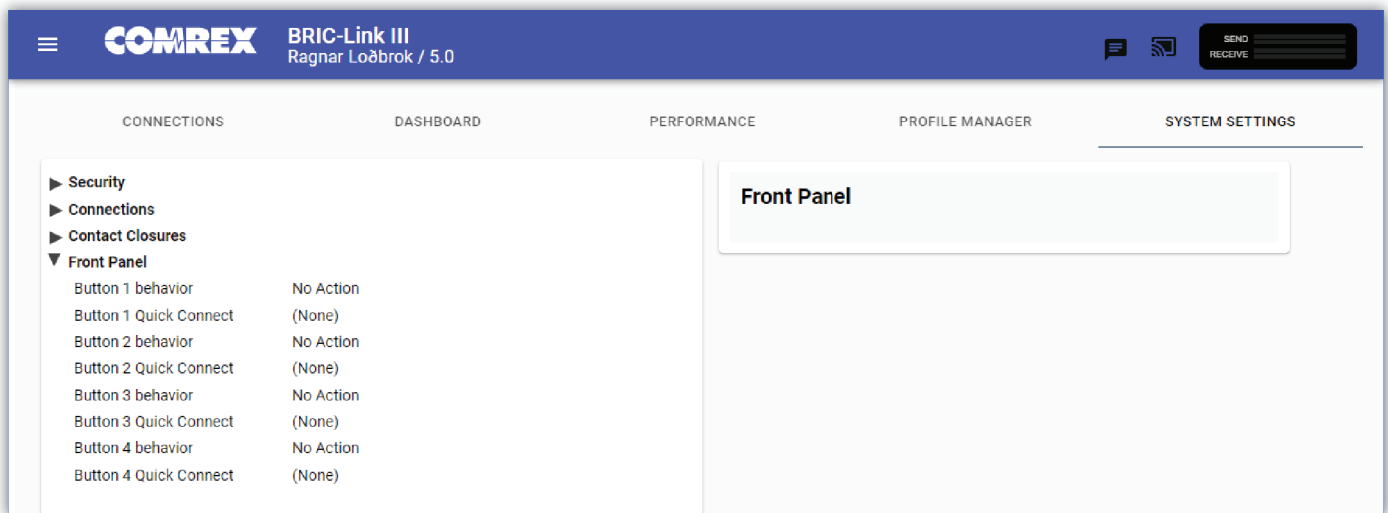 COMREX
BRIC-Link III
Ragnar Loðbrok / 5.0
SEND
RECEIVE
CONNECTIONS DASHBOARD PERFORMANCE PROFILE MANAGER SYSTEM SETTINGS
Security
Connections
Contact Closures
Front Panel
Button 1 behavior No Action
Button 1 Quick Connect (None)
Button 2 behavior No Action
Button 2 Quick Connect (None)
Button 3 behavior No Action
Button 3 Quick Connect (None)
Button 4 behavior No Action
Button 4 Quick Connect (None)
Front Panel